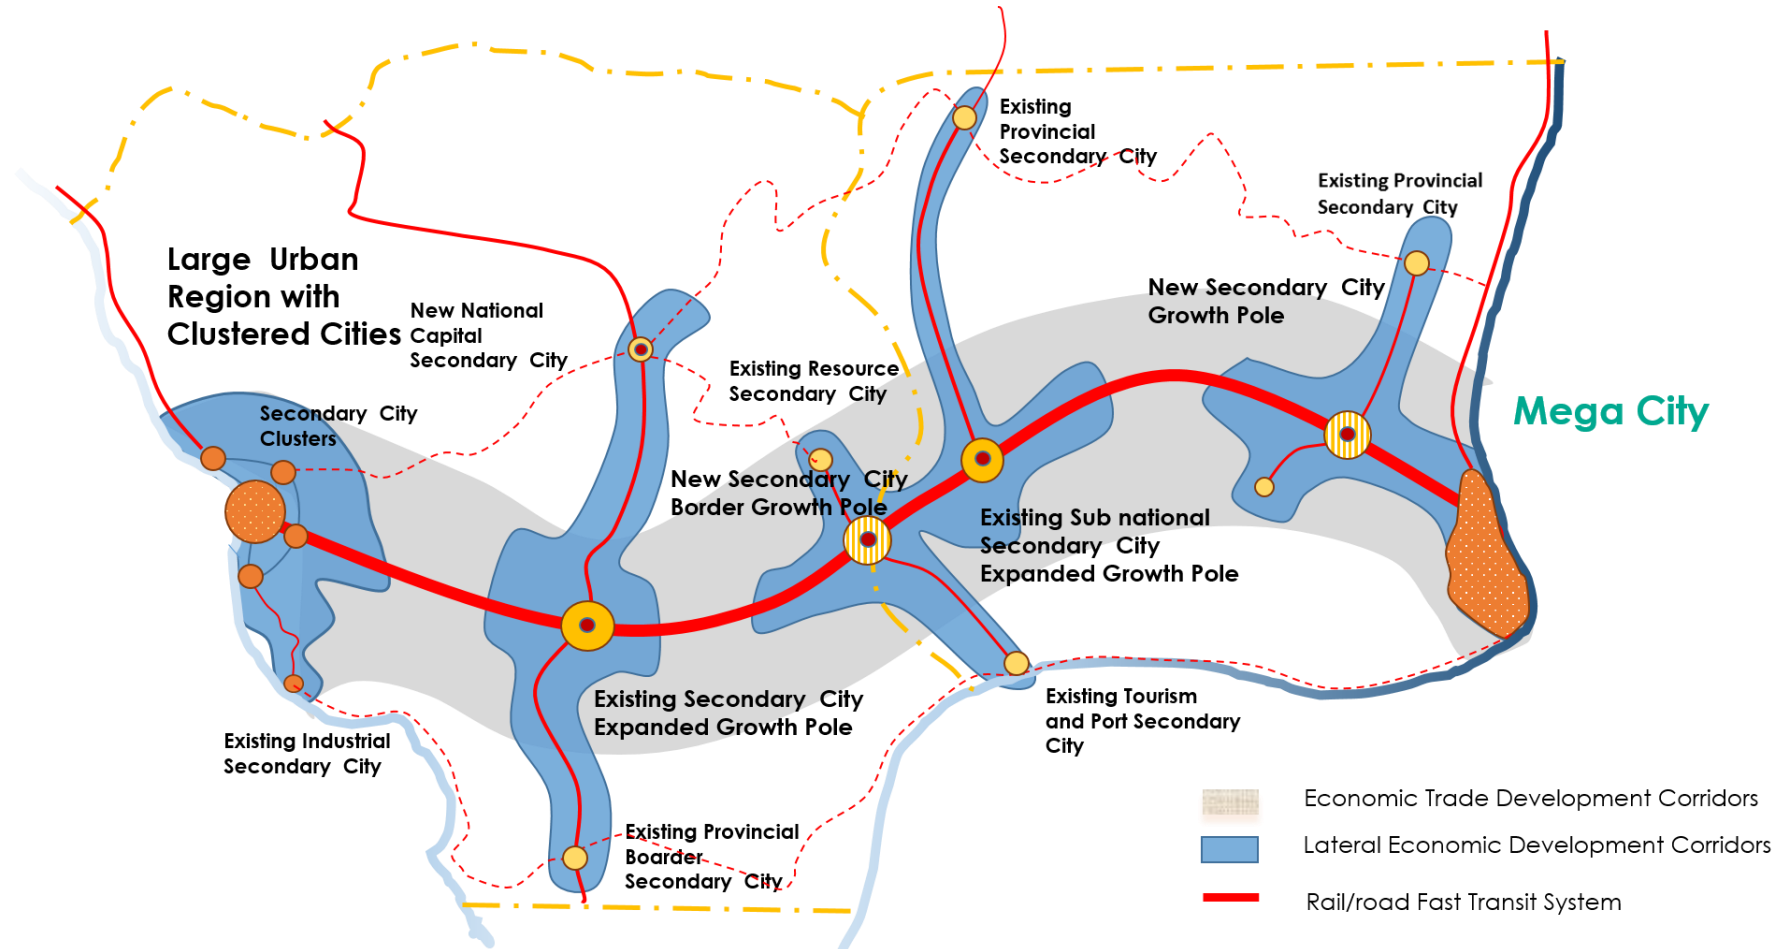 Existing
Provincial
Secondary City
Existing Provincial
Secondary City
Large Urban
Region with
Clustered Cities
New National
Capital
Secondary City
New Secondary City
Growth Pole
Existing Resource
Secondary City
Mega City
Secondary City
Clusters
New Secondary City
Border Growth Pole
Existing Sub national
Secondary City
Expanded Growth Pole
Existing Secondary City
Expanded Growth Pole
Existing Tourism
and Port Secondary
City
Existing Industrial
Secondary City
Existing Provincial
Boarder
Secondary City
Economic Trade Development Corridors
Lateral Economic Development Corridors
Rail/road Fast Transit System